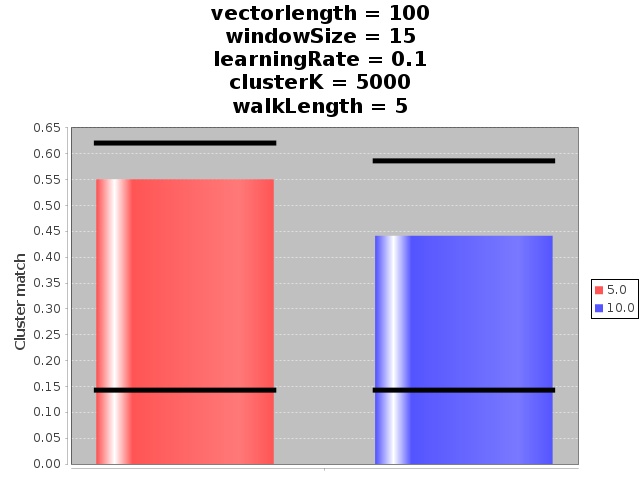 vectorlength = 100
windowSize = 15
learningRate = 0.1
clusterK = 5000
walkLength = 5
0.65
0.60
0.55
0.50
0.45
0.40
0.35
0.30
0.25
0.20
0.15
0.10
0.05
0.00
Cluster match
5.0
10.0